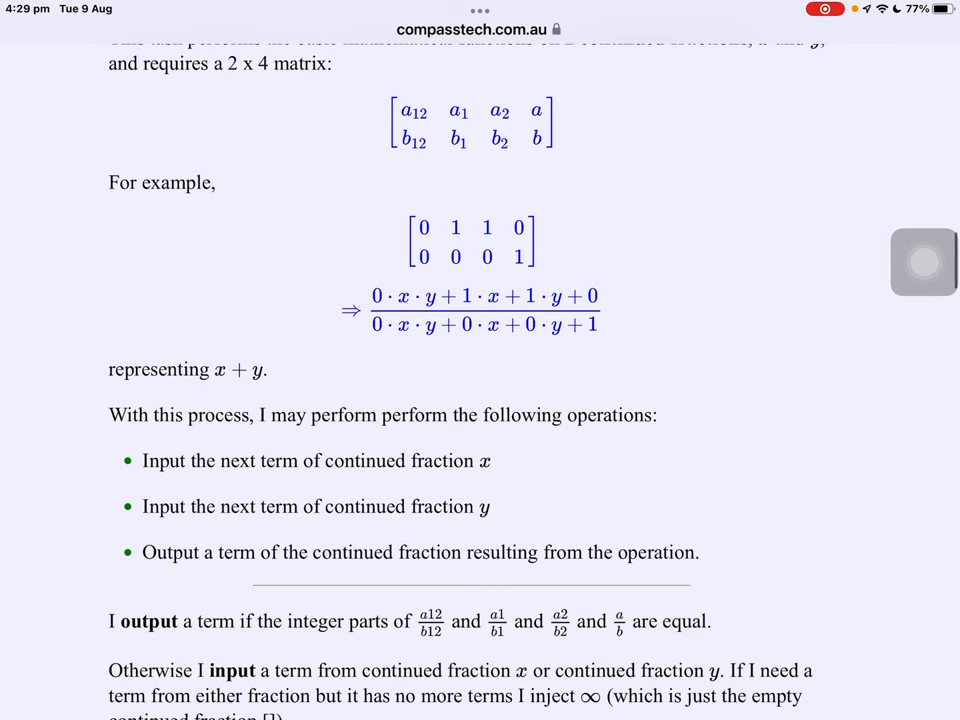 4:29 pm Tue 9 Aug
77%
compasstech.com.au
and requires a 2 x 4 matrix:
a12 a1 a2 a
b12 b1 b2 b
For example,
0 1 1 0
0 0 0 1
0 · x · y + 1 · x + 1 · y + 0
⇒
0 · x · y + 0 · x + 0 · y + 1
representing x + y.
With this process, I may perform perform the following operations:
• Input the next term of continued fraction x
• Input the next term of continued fraction y
• Output a term of the continued fraction resulting from the operation.
I output a term if the integer parts of a12/b12 and a1/b1 and a2/b2 and a/b are equal.
Otherwise I input a term from continued fraction x or continued fraction y. If I need a
term from either fraction but it has no more terms I inject ∞ (which is just the empty